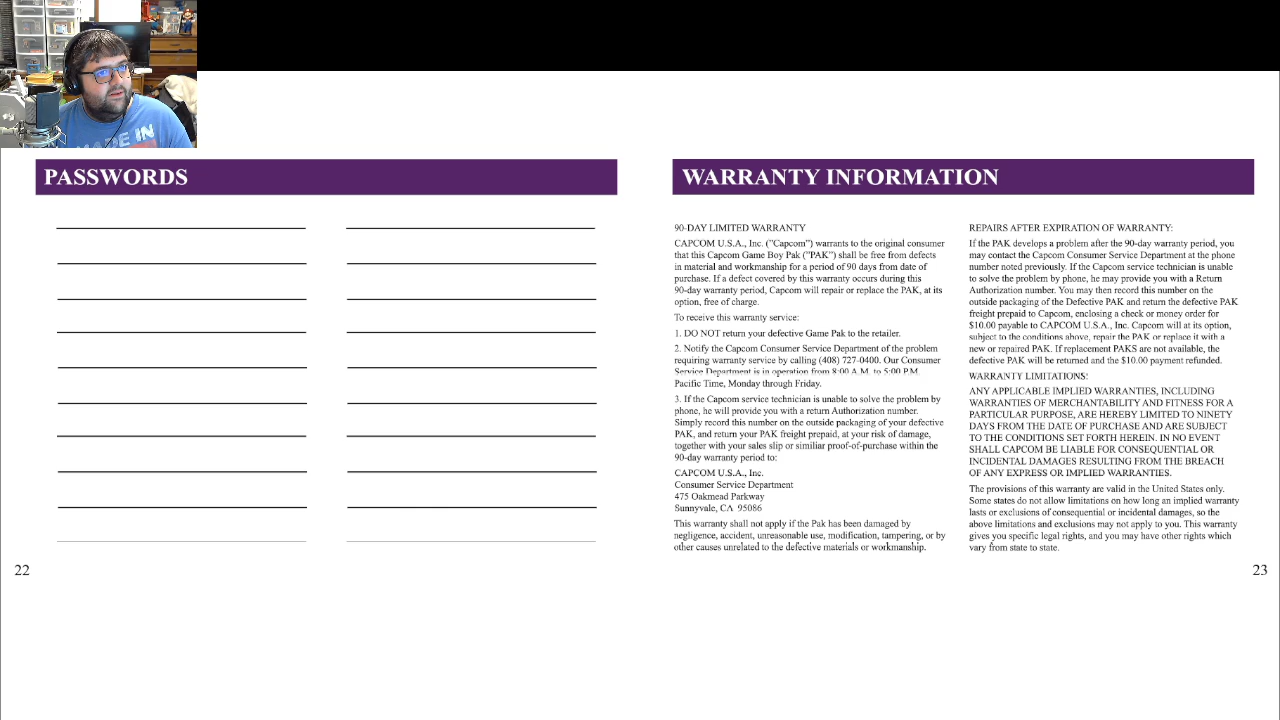 MADE IN
PASSWORDS
22
WARRANTY INFORMATION
90-DAY LIMITED WARRANTY
CAPCOM U.S.A., Inc. ("Capcom") warrants to the original consumer
that this Capcom Game Boy Pak ("PAK") shall be free from defects
in material and workmanship for a period of 90 days from date of
purchase. If a defect covered by this warranty occurs during this
90-day warranty period, Capcom will repair or replace the PAK, at its
option, free of charge.
To receive this warranty service:
1. DO NOT return your defective Game Pak to the retailer.
2. Notify the Capcom Consumer Service Department of the problem
requiring warranty service by calling (408) 727-0400. Our Consumer
Service Department is in operation from 8:00 A.M. to 5:00 P.M.
Pacific Time, Monday through Friday.
3. If the Capcom service technician is unable to solve the problem by
phone, he will provide you with a return Authorization number.
Simply record this number on the outside packaging of your defective
PAK, and return your PAK freight prepaid, at your risk of damage,
together with your sales slip or similiar proof-of-purchase within the
90-day warranty period to:
CAPCOM U.S.A., Inc.
Consumer Service Department
475 Oakmead Parkway
Sunnyvale, CA 95086
This warranty shall not apply if the Pak has been damaged by
negligence, accident, unreasonable use, modification, tampering, or by
other causes unrelated to the defective materials or workmanship.
REPAIRS AFTER EXPIRATION OF WARRANTY:
If the PAK develops a problem after the 90-day warranty period, you
may contact the Capcom Consumer Service Department at the phone
number noted previously. If the Capcom service technician is unable
to solve the problem by phone, he may provide you with a Return
Authorization number. You may then record this number on the
outside packaging of the Defective PAK and return the defective PAK
freight prepaid to Capcom, enclosing a check or money order for
$10.00 payable to CAPCOM U.S.A., Inc. Capcom will at its option,
subject to the conditions above, repair the PAK or replace it with a
new or repaired PAK. If replacement PAKS are not available, the
defective PAK will be returned and the $10.00 payment refunded.
WARRANTY LIMITATIONS:
ANY APPLICABLE IMPLIED WARRANTIES, INCLUDING
WARRANTIES OF MERCHANTABILITY AND FITNESS FOR A
PARTICULAR PURPOSE, ARE HEREBY LIMITED TO NINETY
DAYS FROM THE DATE OF PURCHASE AND ARE SUBJECT
TO THE CONDITIONS SET FORTH HEREIN. IN NO EVENT
SHALL CAPCOM BE LIABLE FOR CONSEQUENTIAL OR
INCIDENTAL DAMAGES RESULTING FROM THE BREACH
OF ANY EXPRESS OR IMPLIED WARRANTIES.
The provisions of this warranty are valid in the United States only.
Some states do not allow limitations on how long an implied warranty
lasts or exclusions of consequential or incidental damages, so the
above limitations and exclusions may not apply to you. This warranty
gives you specific legal rights, and you may have other rights which
vary from state to state.
23